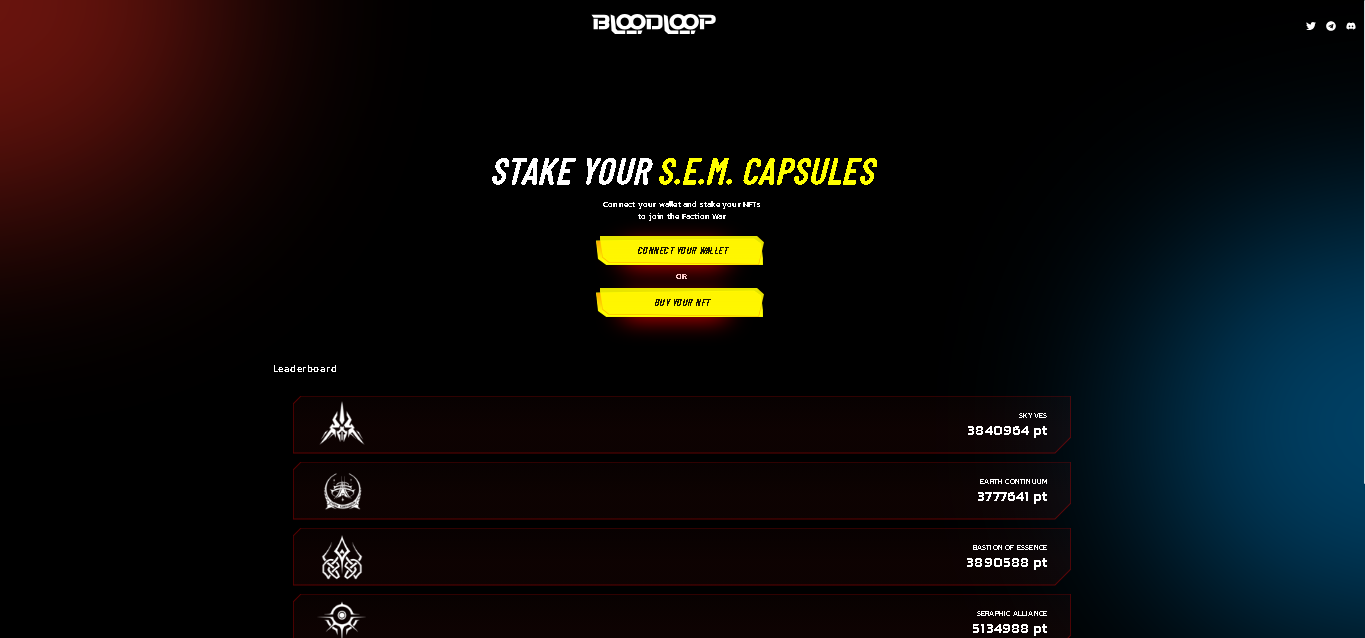 BLOODLOOP
STAKE YOUR S.E.M. CAPSULES
Connect your wallet and stake your NFTs
to join the Faction War
CONNECT YOUR WALLET
OR
BUY YOUR NFT
Leaderboard
SKYVES
3840964 pt
EARTH CONTINUUM
3777641 pt
BASTION OF ESSENCE
3890588 pt
SERAPHIC ALLIANCE
5134988 pt